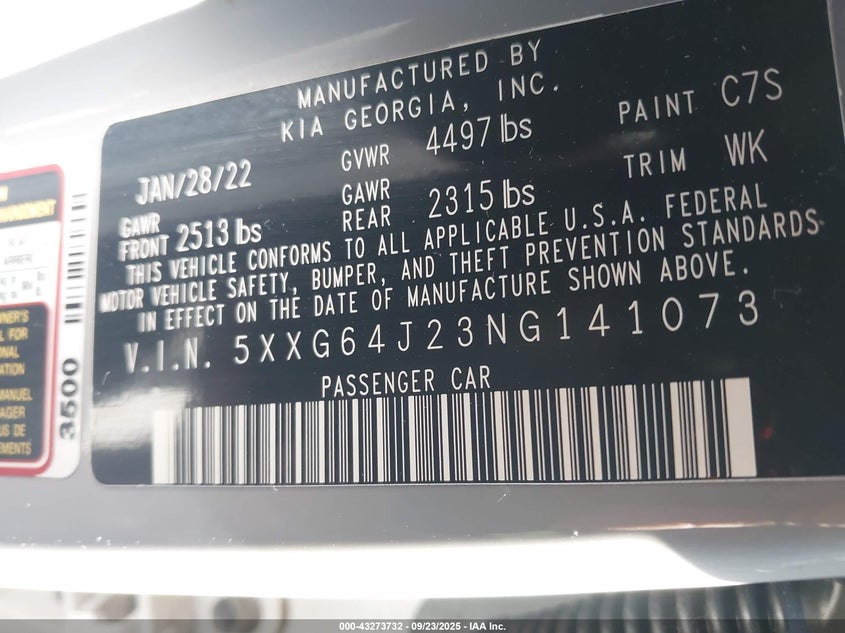 MANUFACTURED BY
KIA GEORGIA, INC.
PAINT C7S
JAN/28/22
GVWR 4497 lbs
TRIM WK
GAWR FRONT 2513 lbs
GAWR REAR 2315 lbs
THIS VEHICLE CONFORMS TO ALL APPLICABLE U.S.A. FEDERAL
MOTOR VEHICLE SAFETY, BUMPER, AND THEFT PREVENTION STANDARDS
IN EFFECT ON THE DATE OF MANUFACTURE SHOWN ABOVE.
V.I.N. 5XXG64J23NG141073
PASSENGER CAR
3500
ARRIERE
000-43273732 - 09/23/2025 - IAA Inc.